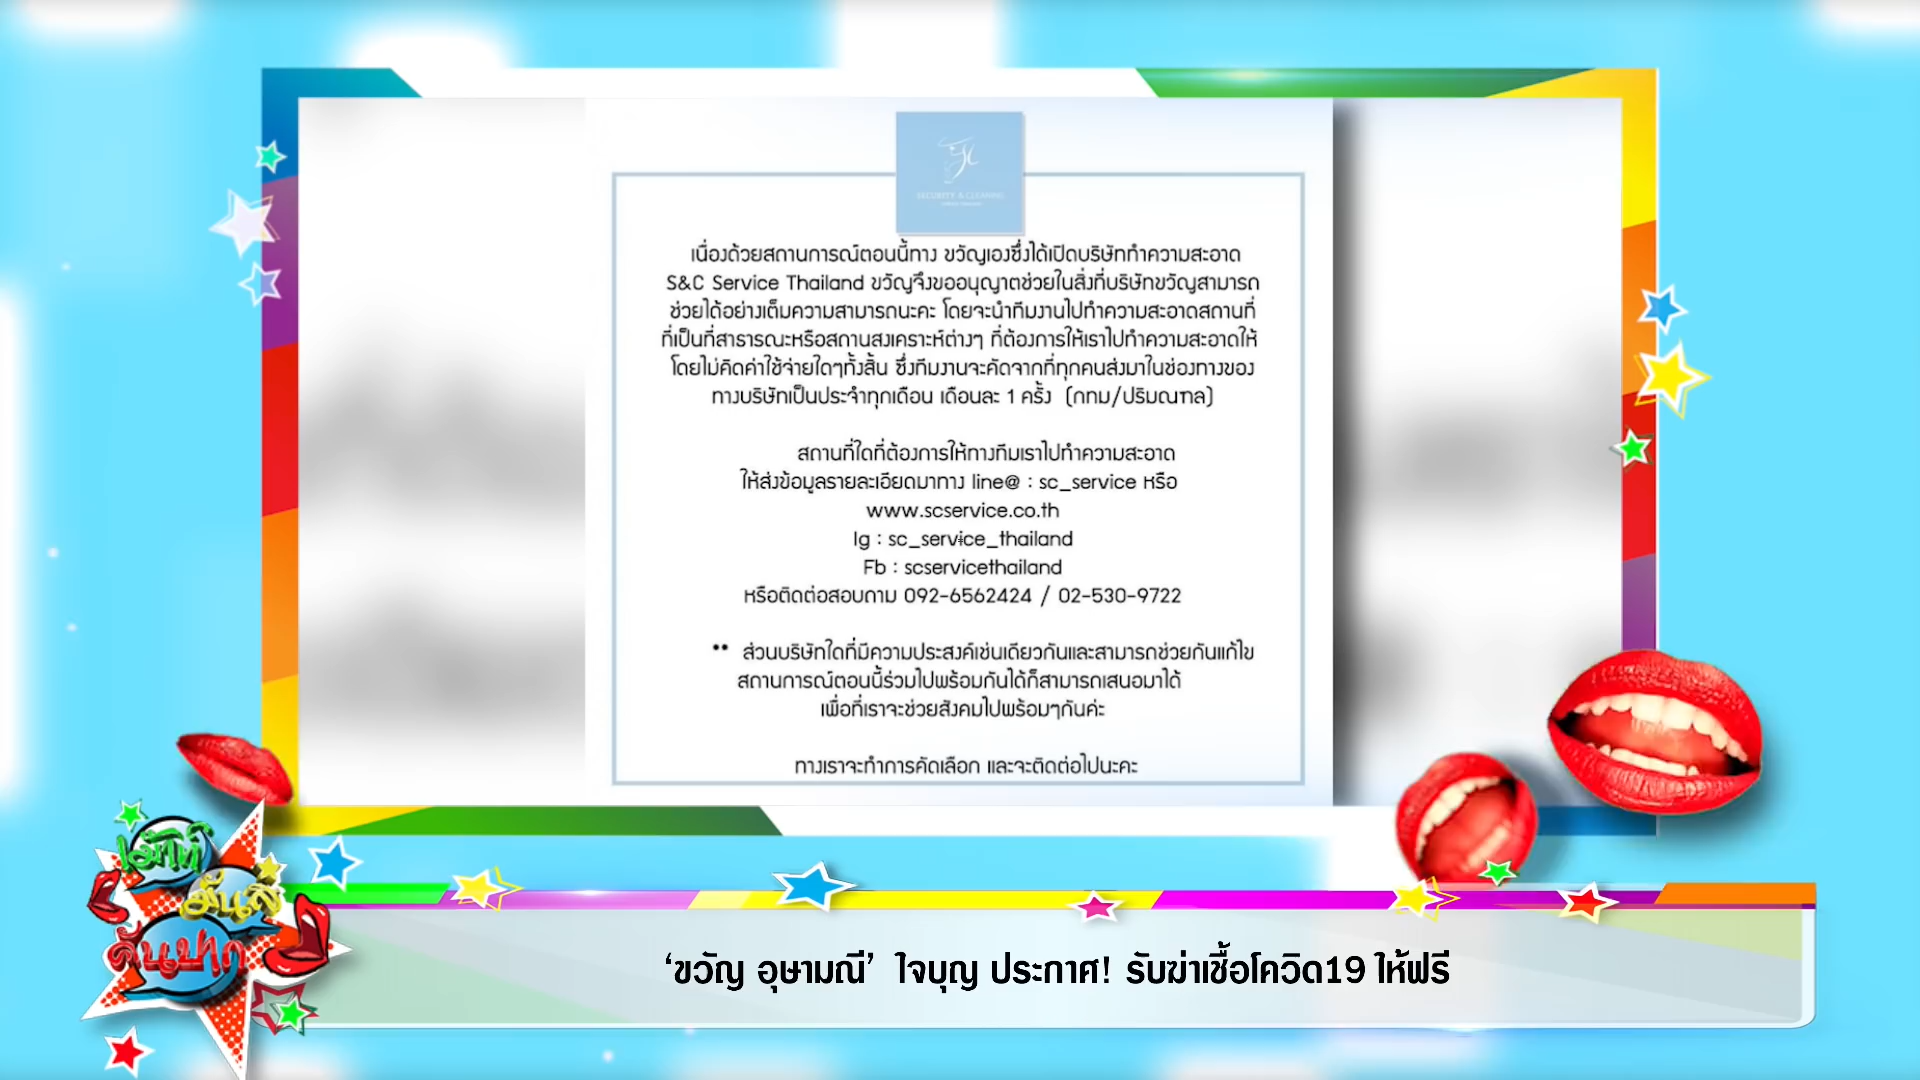 SECURITY & CLEANING
เนื่องด้วยสถานการณ์ตอนนี้ทาง ขวัญเองซึ่งได้เปิดบริษัททำความสะอาด
S&C Service Thailand ขวัญจึงขออนุญาตช่วยในสิ่งที่บริษัทขวัญสามารถ
ช่วยได้อย่างเต็มความสามารถนะคะ โดยจะนำทีมงานไปทำความสะอาดสถานที่
ที่เป็นที่สาธารณะหรือสถานสงเคราะห์ต่างๆ ที่ต้องการให้เราไปทำความสะอาดให้
โดยไม่คิดค่าใช้จ่ายใดๆทั้งสิ้น ซึ่งทีมงานจะคัดจากที่ทุกคนส่งมาในช่องทางของ
ทางบริษัทเป็นประจำทุกเดือน เดือนละ 1 ครั้ง (กทม/ปริมณฑล)
สถานที่ใดที่ต้องการให้ทางทีมเราไปทำความสะอาด
ให้ส่งข้อมูลรายละเอียดมาทาง line@ : sc_service หรือ
www.scservice.co.th
Ig : sc_service_thailand
Fb : scservicethailand
หรือติดต่อสอบถาม 092-6562424 / 02-530-9722
** ส่วนบริษัทใดที่มีความประสงค์เช่นเดียวกันและสามารถช่วยกันแก้ไข
สถานการณ์ตอนนี้ร่วมไปพร้อมกันได้ก็สามารถเสนอมาได้
เพื่อที่เราจะช่วยสังคมไปพร้อมๆกันค่ะ
ทางเราจะทำการคัดเลือก และจะติดต่อไปนะคะ
เม้าท์
มันส์
คันปาก
‘ขวัญ อุษามณี’ ใจบุญ ประกาศ! รับฆ่าเชื้อโควิด19 ให้ฟรี